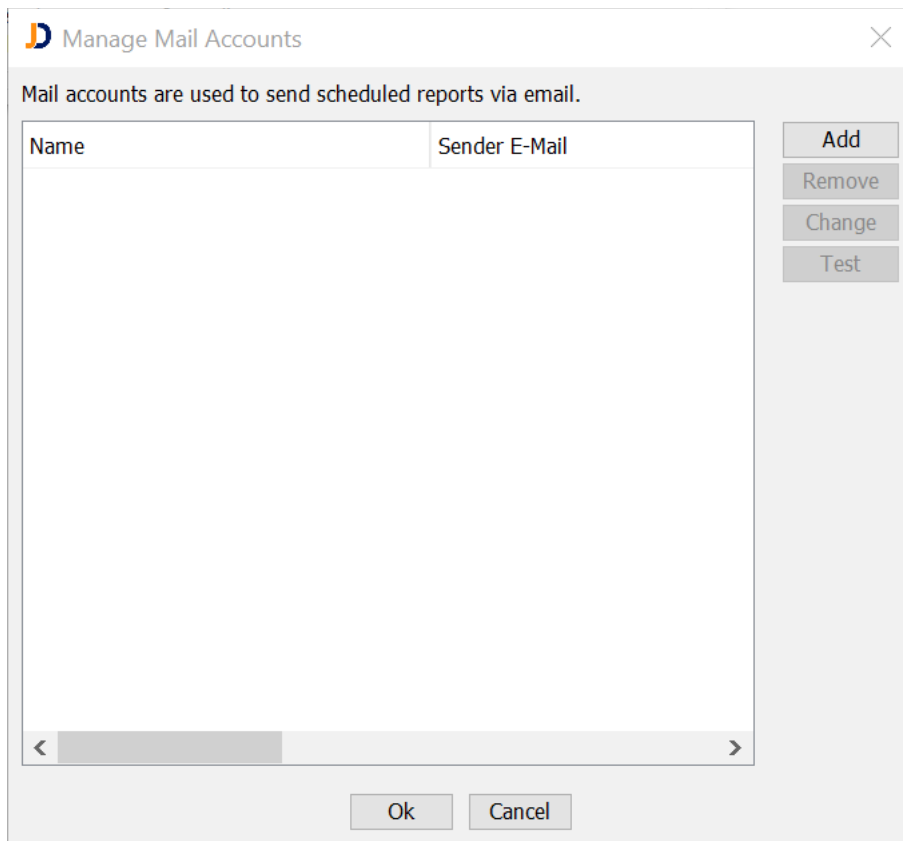 JD Manage Mail Accounts
Mail accounts are used to send scheduled reports via email.
Name Sender E-Mail
Add
Remove
Change
Test
Ok Cancel